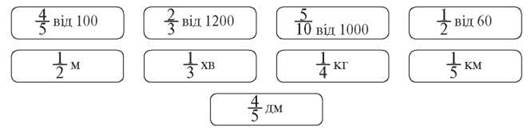 4/5 від 100 2/3 від 1200 5/10 від 1000 1/2 від 60
1/2 м 1/3 хв 1/4 кг 1/5 км
4/5 дм